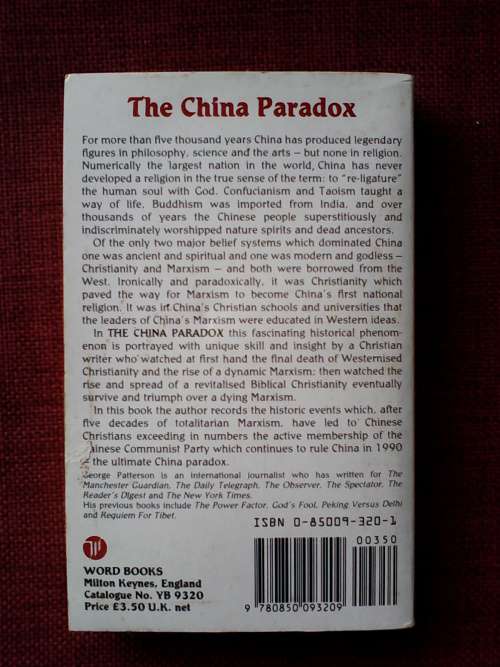 The China Paradox
For more than five thousand years China has produced legendary
figures in philosophy, science and the arts – but none in religion.
Numerically the largest nation in the world, China has never
developed a religion in the true sense of the term: to "re-ligature"
the human soul with God. Confucianism and Taoism taught a
way of life. Buddhism was imported from India, and over
thousands of years the Chinese people superstitiously and
indiscriminately worshipped nature spirits and dead ancestors.
Of the only two major belief systems which dominated China
one was ancient and spiritual and one was modern and godless –
Christianity and Marxism – and both were borrowed from the
West. Ironically and paradoxically, it was Christianity which
paved the way for Marxism to become China's first national
religion. It was in China's Christian schools and universities that
the leaders of China's Marxism were educated in Western ideas.
In THE CHINA PARADOX this fascinating historical phenom-
enon is portrayed with unique skill and insight by a Christian
writer who watched at first hand the final death of Westernised
Christianity and the rise of a dynamic Marxism: then watched the
rise and spread of a revitalised Biblical Christianity eventually
survive and triumph over a dying Marxism.
In this book the author records the historic events which, after
five decades of totalitarian Marxism, have led to Chinese
Christians exceeding in numbers the active membership of the
hinese Communist Party which continues to rule China in 1990
the ultimate China paradox.
George Patterson is an international journalist who has written for The
Manchester Guardian, The Daily Telegraph, The Observer, The Spectator, The
Reader's Digest and The New York Times.
His previous books include The Power Factor, God's Fool, Peking Versus Delhi
and Requiem For Tibet.
ISBN 0-85009-320-1
00350
WORD BOOKS
Milton Keynes, England
Catalogue No. YB 9320
Price £3.50 U.K. net
9 780850 093209